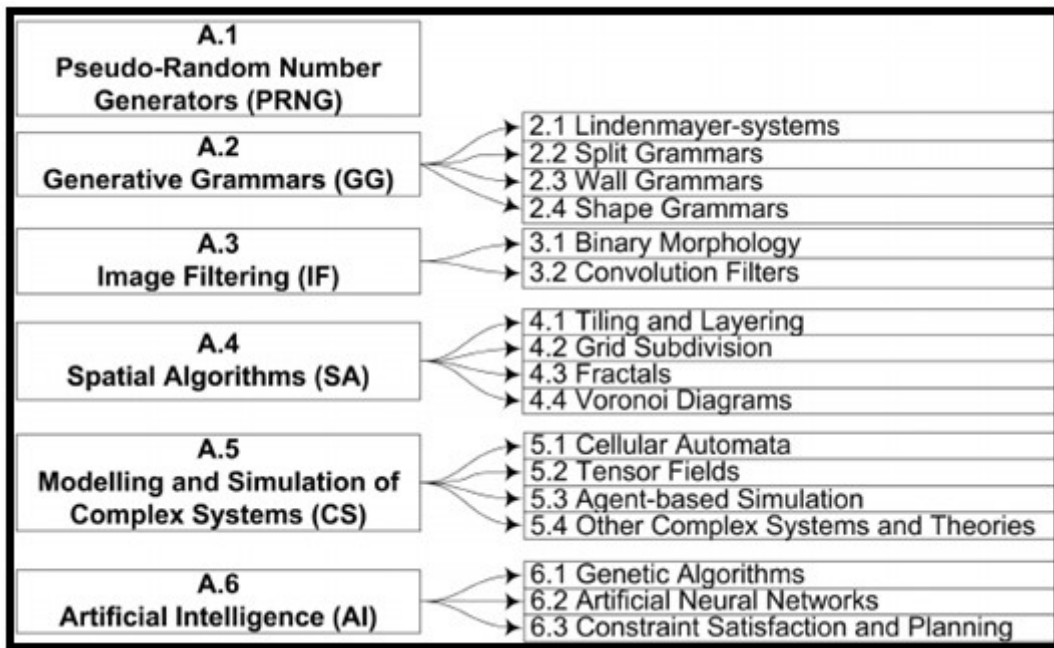 A.1
Pseudo-Random Number
Generators (PRNG)
A.2
Generative Grammars (GG)
2.1 Lindenmayer-systems
2.2 Split Grammars
2.3 Wall Grammars
2.4 Shape Grammars
A.3
Image Filtering (IF)
3.1 Binary Morphology
3.2 Convolution Filters
A.4
Spatial Algorithms (SA)
4.1 Tiling and Layering
4.2 Grid Subdivision
4.3 Fractals
4.4 Voronoi Diagrams
A.5
Modelling and Simulation of
Complex Systems (CS)
5.1 Cellular Automata
5.2 Tensor Fields
5.3 Agent-based Simulation
5.4 Other Complex Systems and Theories
A.6
Artificial Intelligence (AI)
6.1 Genetic Algorithms
6.2 Artificial Neural Networks
6.3 Constraint Satisfaction and Planning